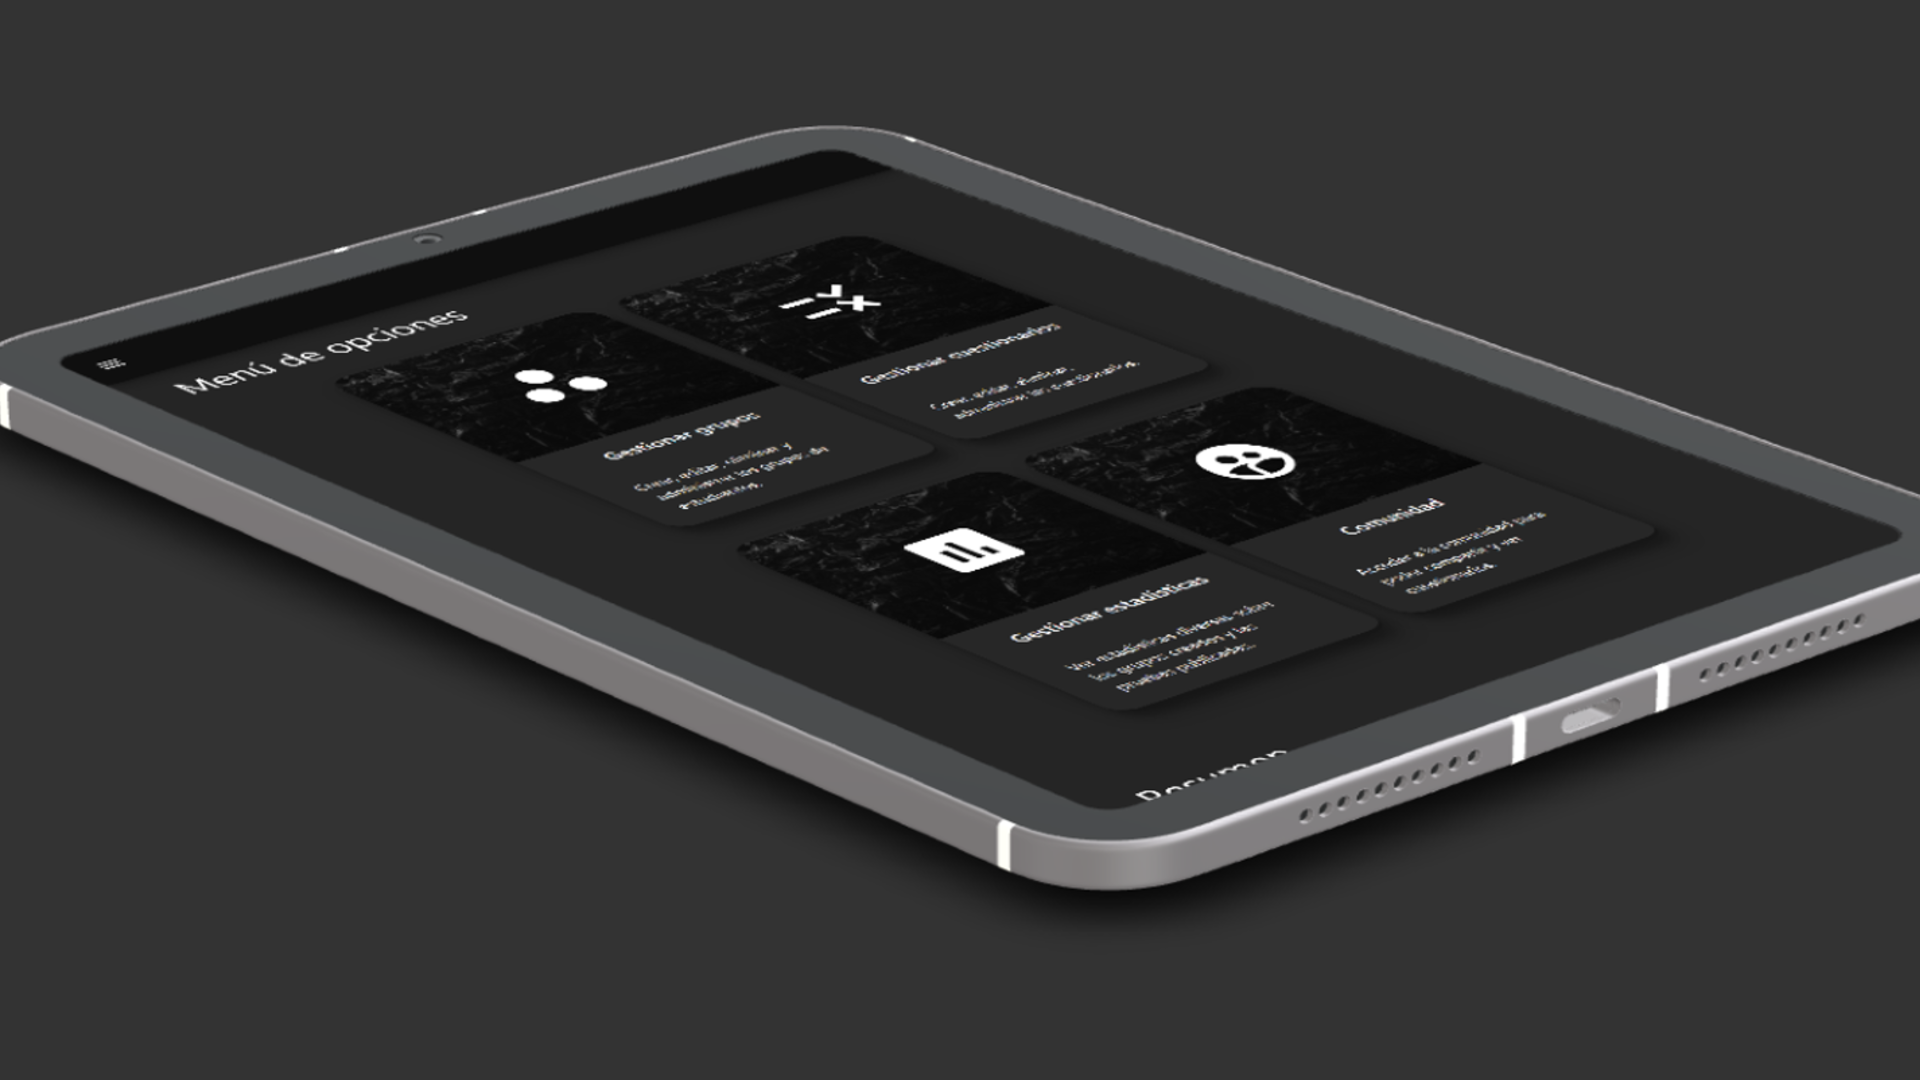 Menú de opciones
Gestionar grupos
Crear, editar, eliminar y
administrar los grupos de
estudiantes.
Gestionar cuestionarios
Crear, editar, eliminar,
administrar los cuestionarios.
Gestionar estadísticas
Ver estadísticas diversas sobre
los grupos creados y las
pruebas publicadas.
Comunidad
Acceder a la comunidad para
poder compartir y ver
cuestionarios.
Resumen